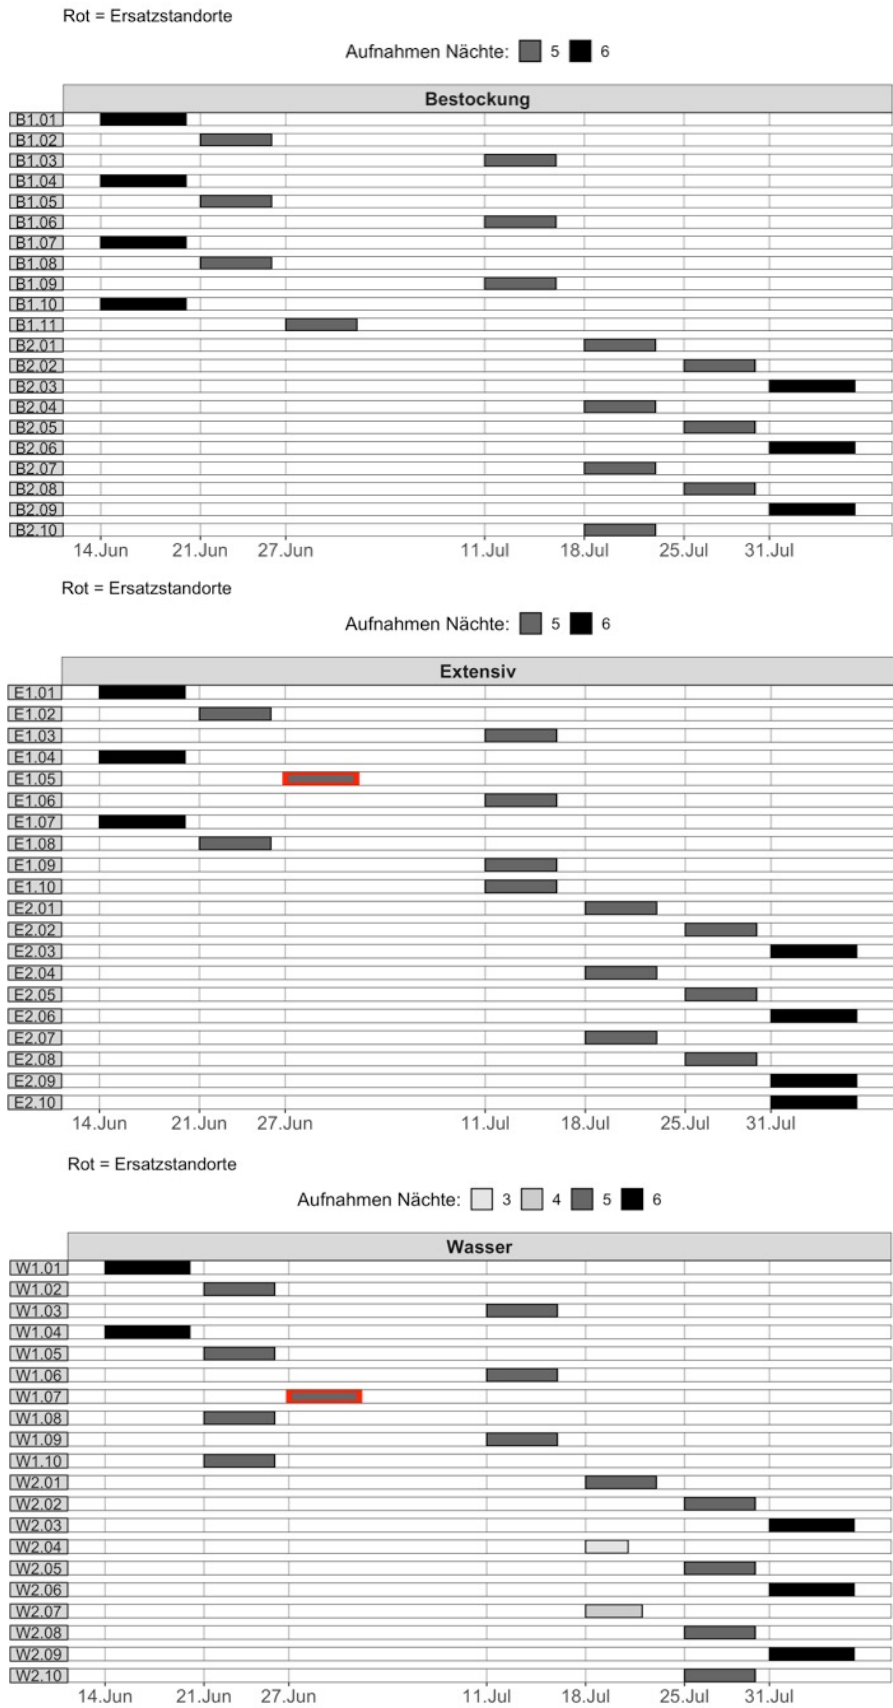 Rot = Ersatzstandorte
Aufnahmen Nächte: 5 6
Bestockung
B1.01
B1.02
B1.03
B1.04
B1.05
B1.06
B1.07
B1.08
B1.09
B1.10
B1.11
B2.01
B2.02
B2.03
B2.04
B2.05
B2.06
B2.07
B2.08
B2.09
B2.10
14.Jun 21.Jun 27.Jun 11.Jul 18.Jul 25.Jul 31.Jul
Rot = Ersatzstandorte
Aufnahmen Nächte: 5 6
Extensiv
E1.01
E1.02
E1.03
E1.04
E1.05
E1.06
E1.07
E1.08
E1.09
E1.10
E2.01
E2.02
E2.03
E2.04
E2.05
E2.06
E2.07
E2.08
E2.09
E2.10
14.Jun 21.Jun 27.Jun 11.Jul 18.Jul 25.Jul 31.Jul
Rot = Ersatzstandorte
Aufnahmen Nächte: 3 4 5 6
Wasser
W1.01
W1.02
W1.03
W1.04
W1.05
W1.06
W1.07
W1.08
W1.09
W1.10
W2.01
W2.02
W2.03
W2.04
W2.05
W2.06
W2.07
W2.08
W2.09
W2.10
14.Jun 21.Jun 27.Jun 11.Jul 18.Jul 25.Jul 31.Jul